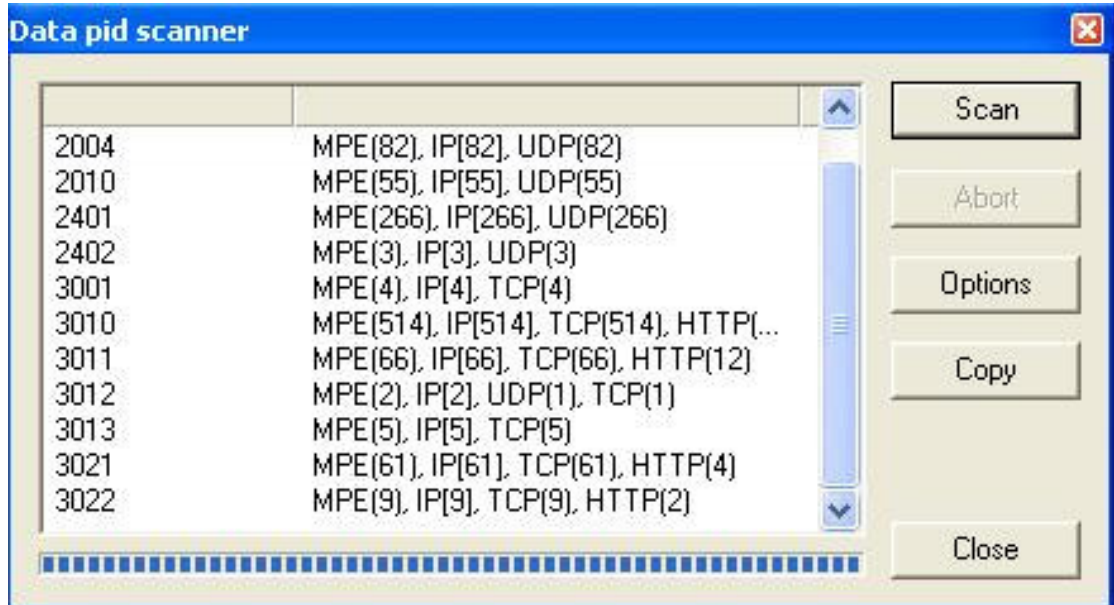 Data pid scanner
2004 MPE(82), IP[82], UDP(82)
2010 MPE(55), IP[55], UDP(55)
2401 MPE(266), IP[266], UDP(266)
2402 MPE(3), IP[3], UDP(3)
3001 MPE(4), IP[4], TCP(4)
3010 MPE(514), IP[514], TCP(514), HTTP(...
3011 MPE(66), IP[66], TCP(66), HTTP(12)
3012 MPE(2), IP[2], UDP(1), TCP(1)
3013 MPE(5), IP[5], TCP(5)
3021 MPE(61), IP[61], TCP(61), HTTP(4)
3022 MPE(9), IP[9], TCP(9), HTTP(2)
Scan
Abort
Options
Copy
Close